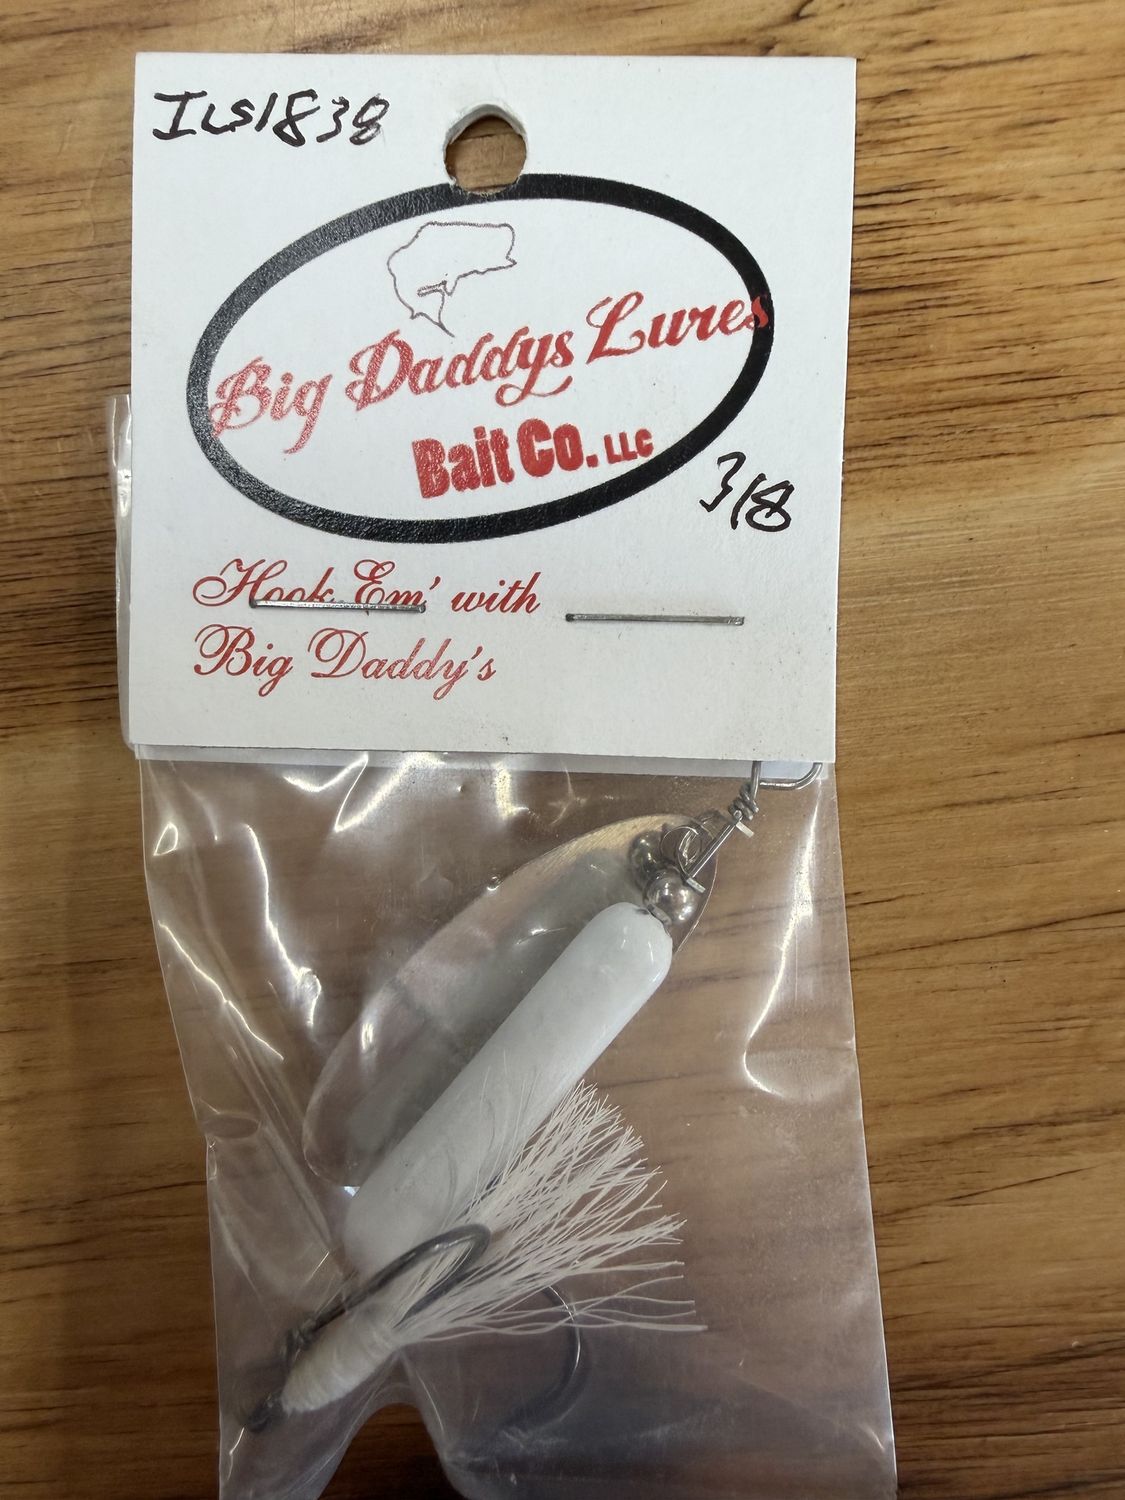 ILS1838
Big Daddys Lures
Bait Co. LLC
3/8
Hook Em' with
Big Daddy's